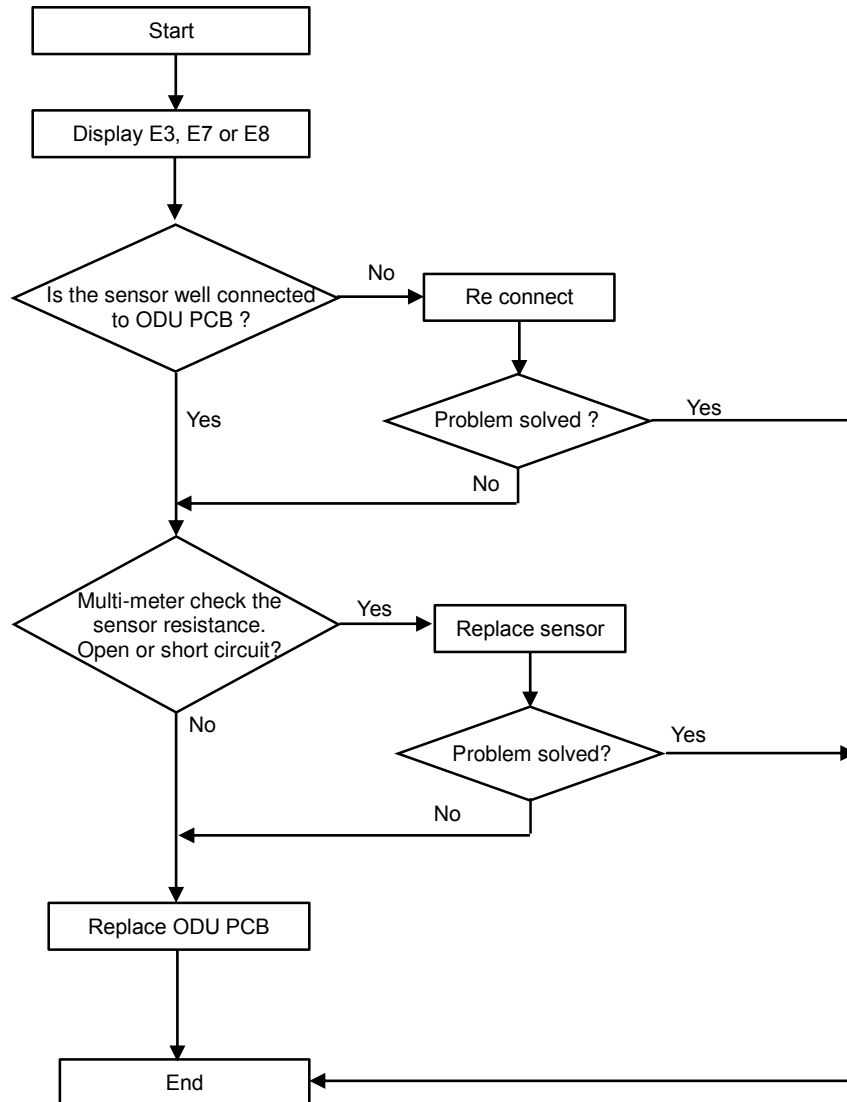 Start
Display E3, E7 or E8
Is the sensor well connected
to ODU PCB ?
No
Re connect
Yes
Problem solved ?
Yes
No
Multi-meter check the
sensor resistance.
Open or short circuit?
Yes
Replace sensor
No
Problem solved?
Yes
No
Replace ODU PCB
End